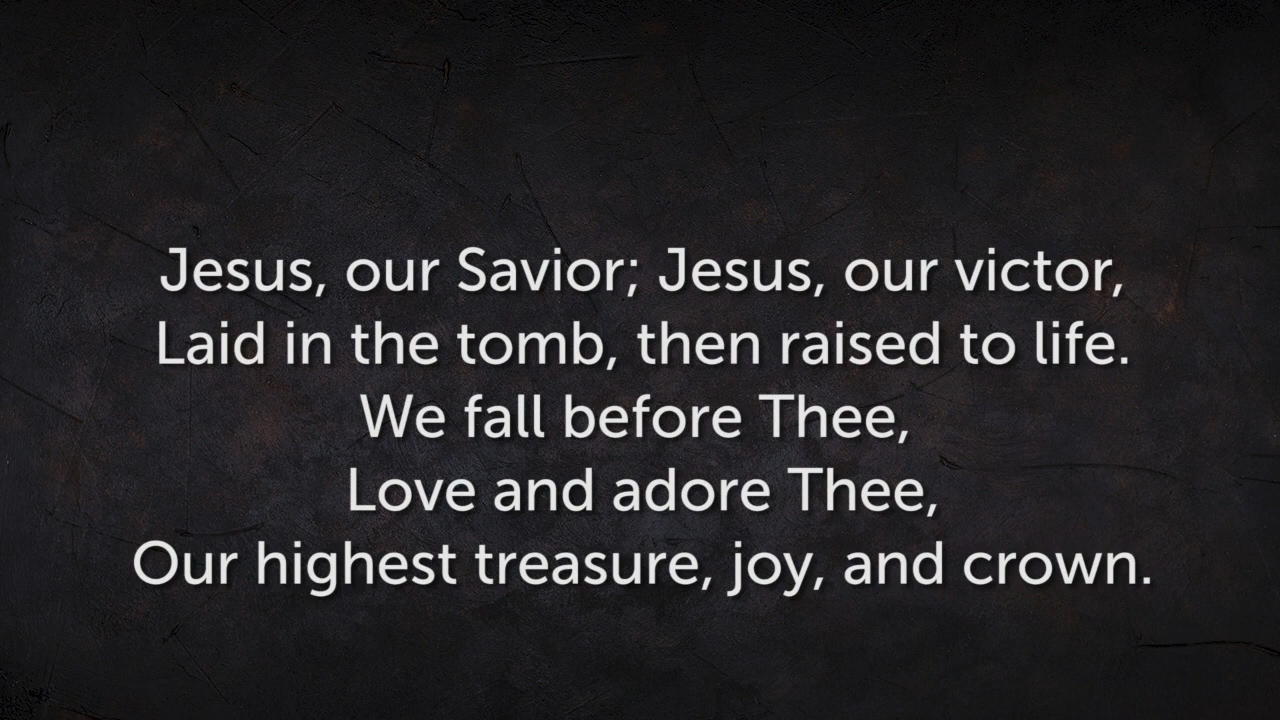 Jesus, our Savior; Jesus, our victor,
Laid in the tomb, then raised to life.
We fall before Thee,
Love and adore Thee,
Our highest treasure, joy, and crown.